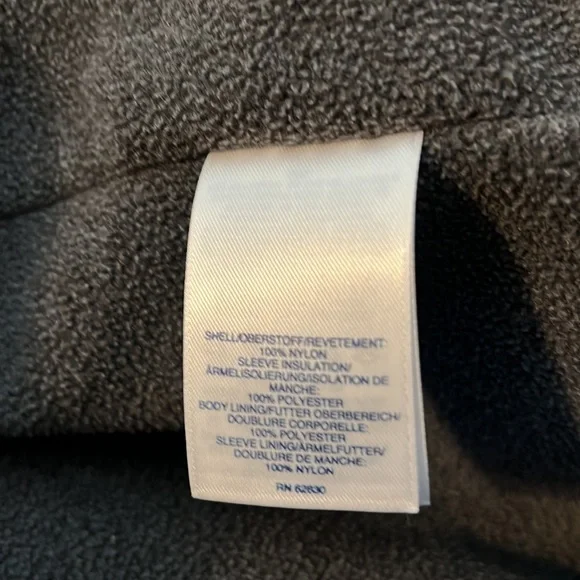 SHELL/OBERSTOFF/REVETEMENT:
100% NYLON
SLEEVE INSULATION/
ÄRMELISOLIERUNG/ISOLATION DE
MANCHE:
100% POLYESTER
BODY LINING/FUTTER OBERBEREICH/
DOUBLURE CORPORELLE:
100% POLYESTER
SLEEVE LINING/ÄRMELFUTTER/
DOUBLURE DE MANCHE:
100% NYLON
RN 62830